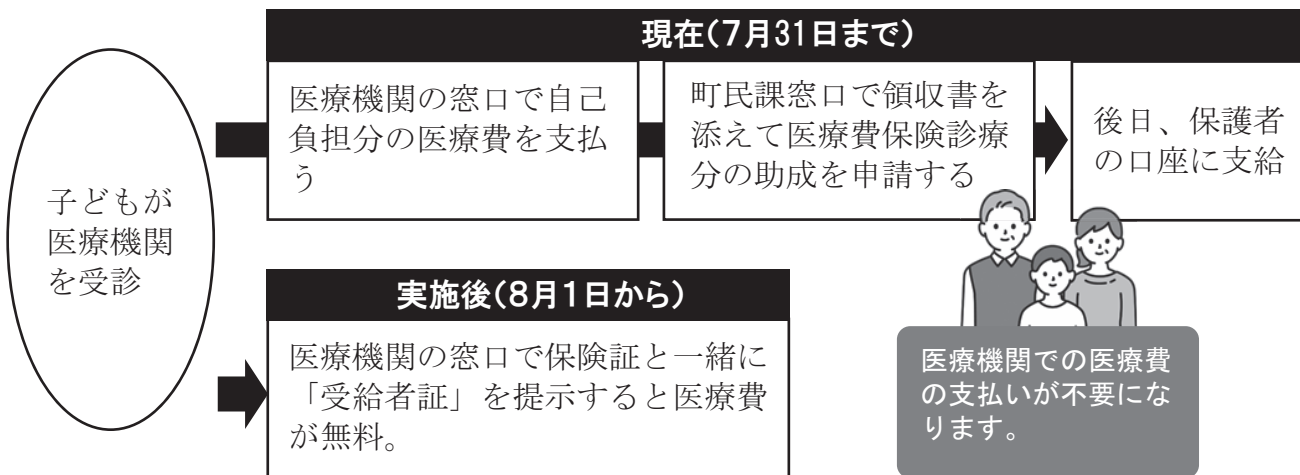 現在(7月31日まで)
子どもが
医療機関
を受診
医療機関の窓口で自己
負担分の医療費を支払
う
町民課窓口で領収書を
添えて医療費保険診療
分の助成を申請する
後日、保護者
の口座に支給
実施後(8月1日から)
医療機関の窓口で保険証と一緒に
「受給者証」を提示すると医療費
が無料。
医療機関での医療費
の支払いが不要にな
ります。